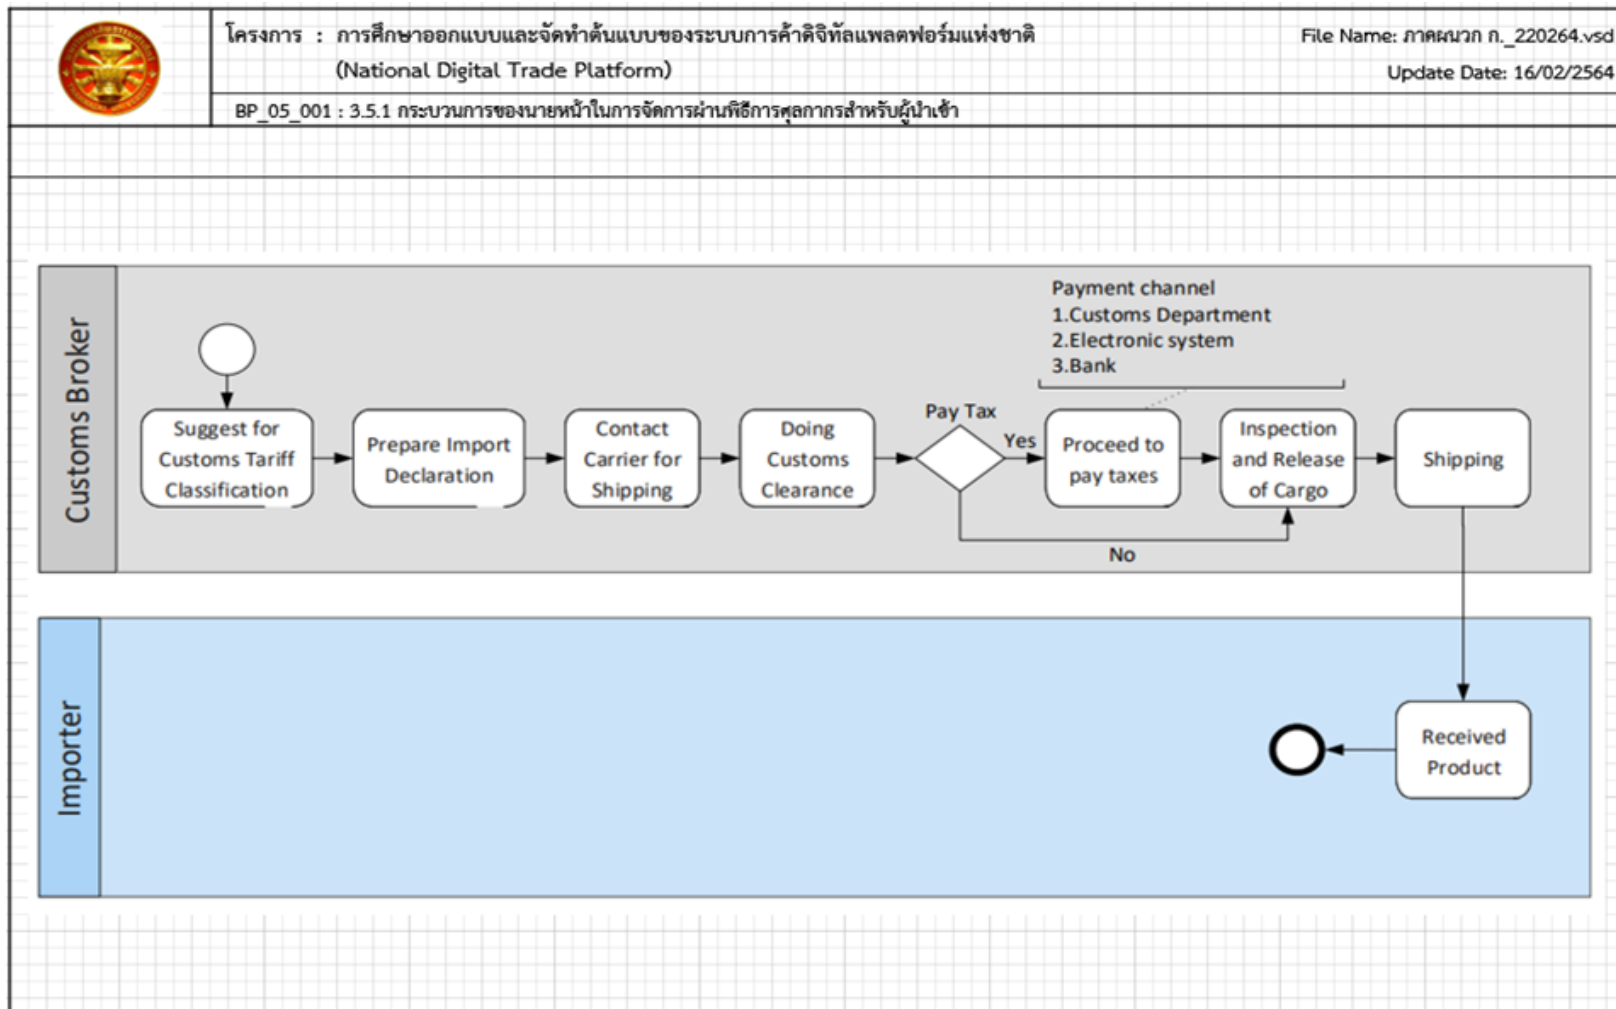 โครงการ : การศึกษาออกแบบและจัดทำต้นแบบของระบบการค้าดิจิทัลแพลตฟอร์มแห่งชาติ
(National Digital Trade Platform)
File Name: ภาคผนวก ก._220264.vsd
Update Date: 16/02/2564
BP_05_001 : 3.5.1 กระบวนการของนายหน้าในการจัดการผ่านพิธีการศุลกากรสำหรับผู้นำเข้า
Customs Broker
Payment channel
1.Customs Department
2.Electronic system
3.Bank
Suggest for
Customs Tariff
Classification
Prepare Import
Declaration
Contact
Carrier for
Shipping
Doing
Customs
Clearance
Pay Tax
Yes
No
Proceed to
pay taxes
Inspection
and Release
of Cargo
Shipping
Importer
Received
Product